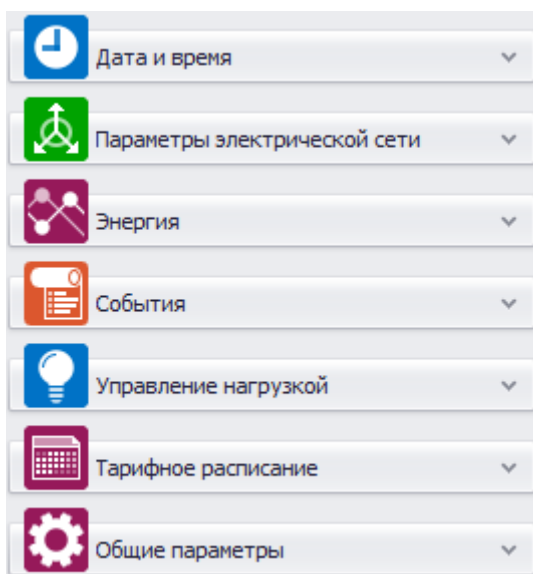 Дата и время
Параметры электрической сети
Энергия
События
Управление нагрузкой
Тарифное расписание
Общие параметры